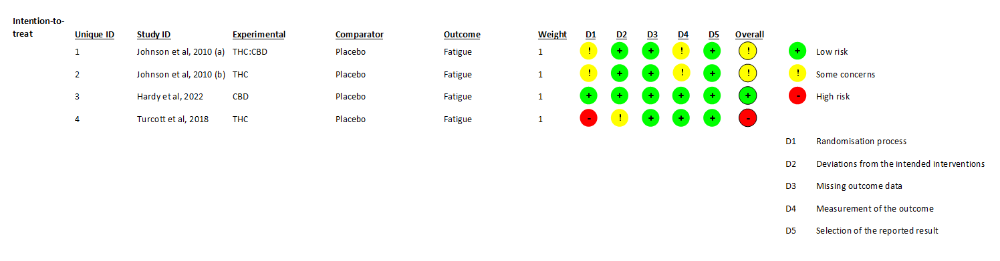 Intention-to-
treat
Unique ID Study ID Experimental Comparator Outcome Weight D1 D2 D3 D4 D5 Overall
1 Johnson et al, 2010 (a) THC:CBD Placebo Fatigue 1 ! + + ! + ! + Low risk
2 Johnson et al, 2010 (b) THC Placebo Fatigue 1 ! + + ! + ! ! Some concerns
3 Hardy et al, 2022 CBD Placebo Fatigue 1 + + + + + + - High risk
4 Turcott et al, 2018 THC Placebo Fatigue 1 - ! + + + -
D1 Randomisation process
D2 Deviations from the intended interventions
D3 Missing outcome data
D4 Measurement of the outcome
D5 Selection of the reported result